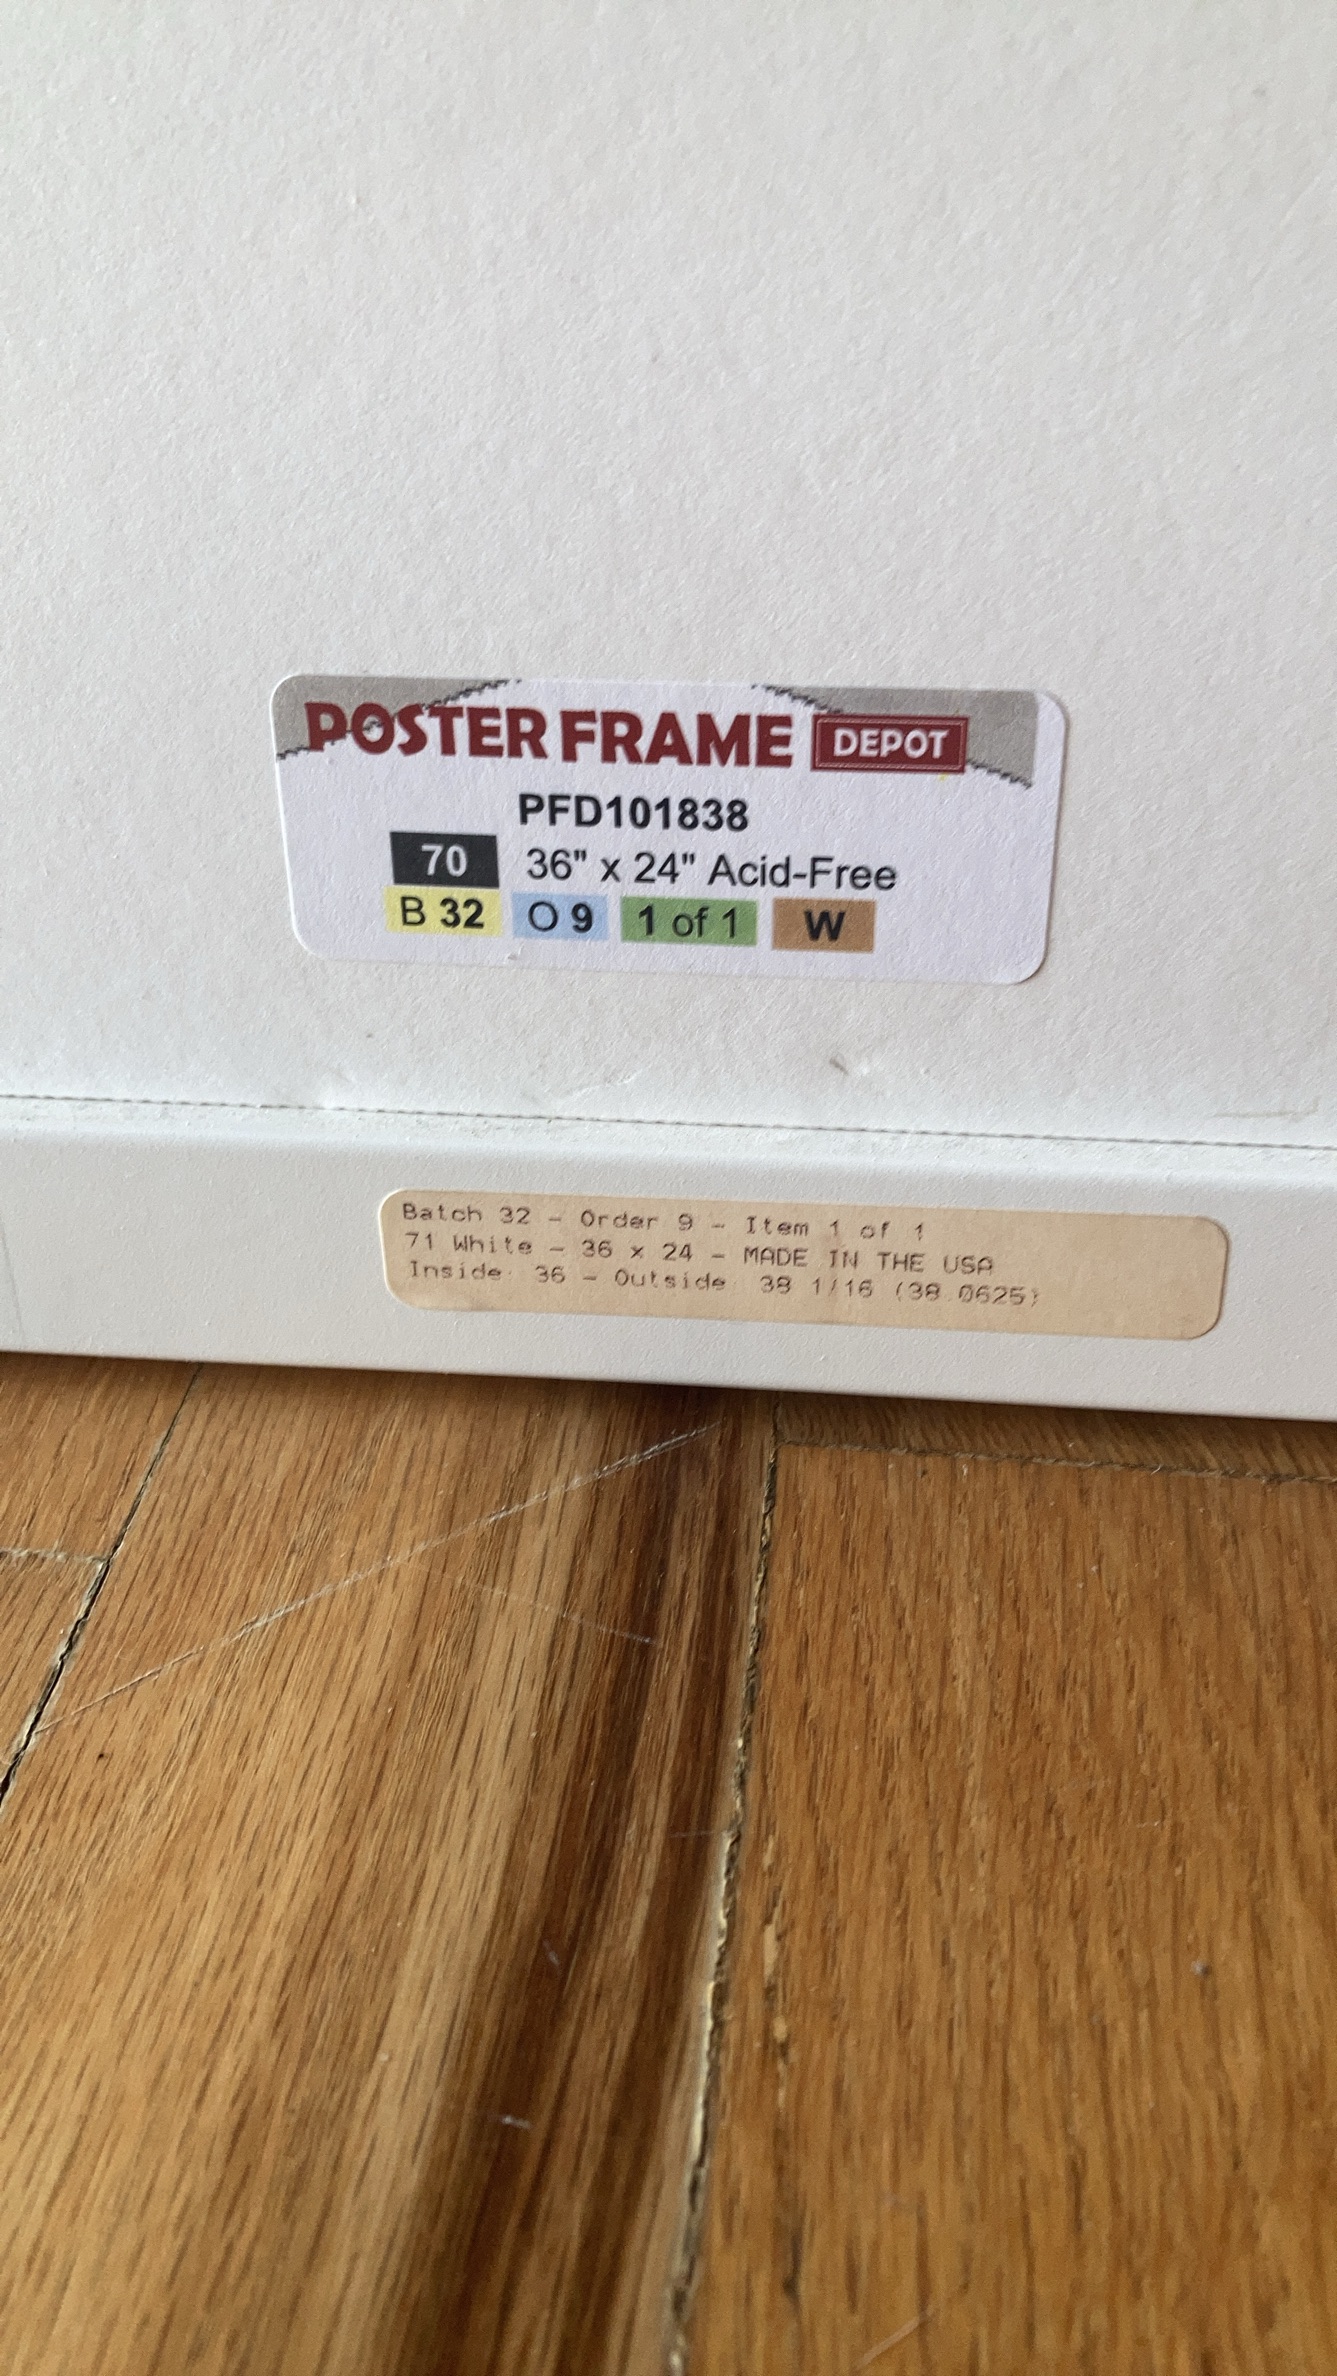 POSTER FRAME DEPOT
PFD101838
70 36" x 24" Acid-Free
B 32 O 9 1 of 1 W
Batch 32 - Order 9 - Item 1 of 1
71 White - 36 x 24 - MADE IN THE USA
Inside: 36 - Outside: 38 1/16 (38.0625)